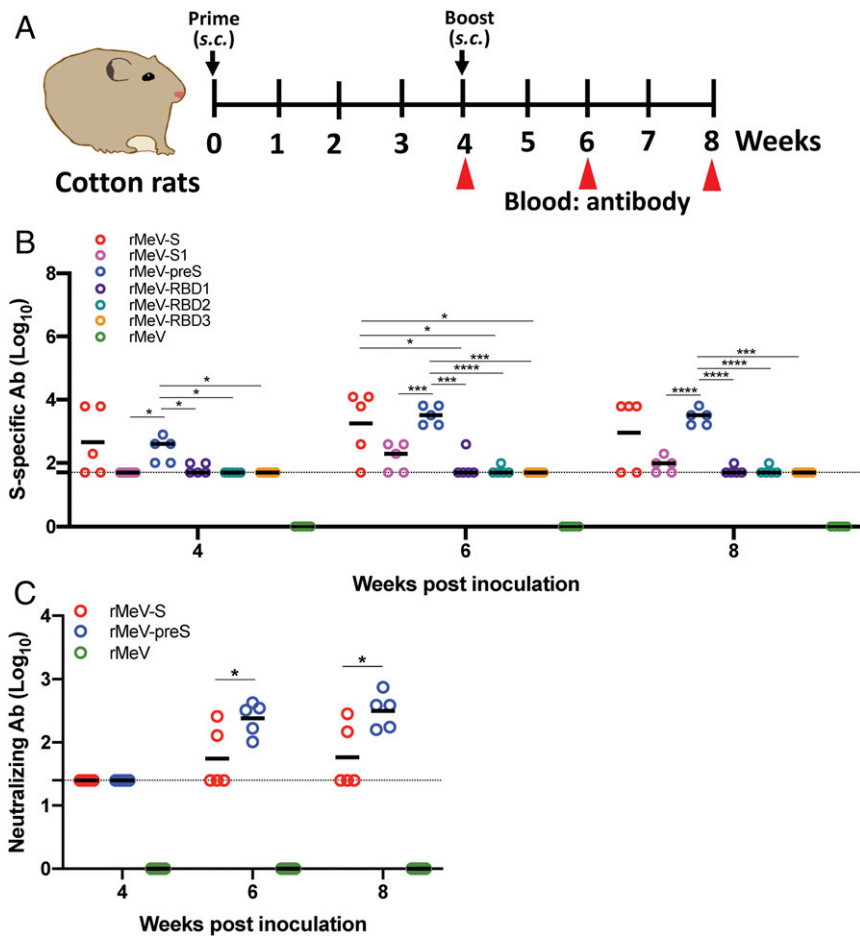 A
Prime
(s.c.)
Boost
(s.c.)
0 1 2 3 4 5 6 7 8 Weeks
Cotton rats
Blood: antibody
B
rMeV-S
rMeV-S1
rMeV-preS
rMeV-RBD1
rMeV-RBD2
rMeV-RBD3
rMeV
S-specific Ab (Log10)
8
6
4
2
0
*
*
*
*
*
*
*
***
****
***
***
***
****
****
****
4 6 8
Weeks post inoculation
C
rMeV-S
rMeV-preS
rMeV
Neutralizing Ab (Log10)
4
3
2
1
0
*
*
4 6 8
Weeks post inoculation